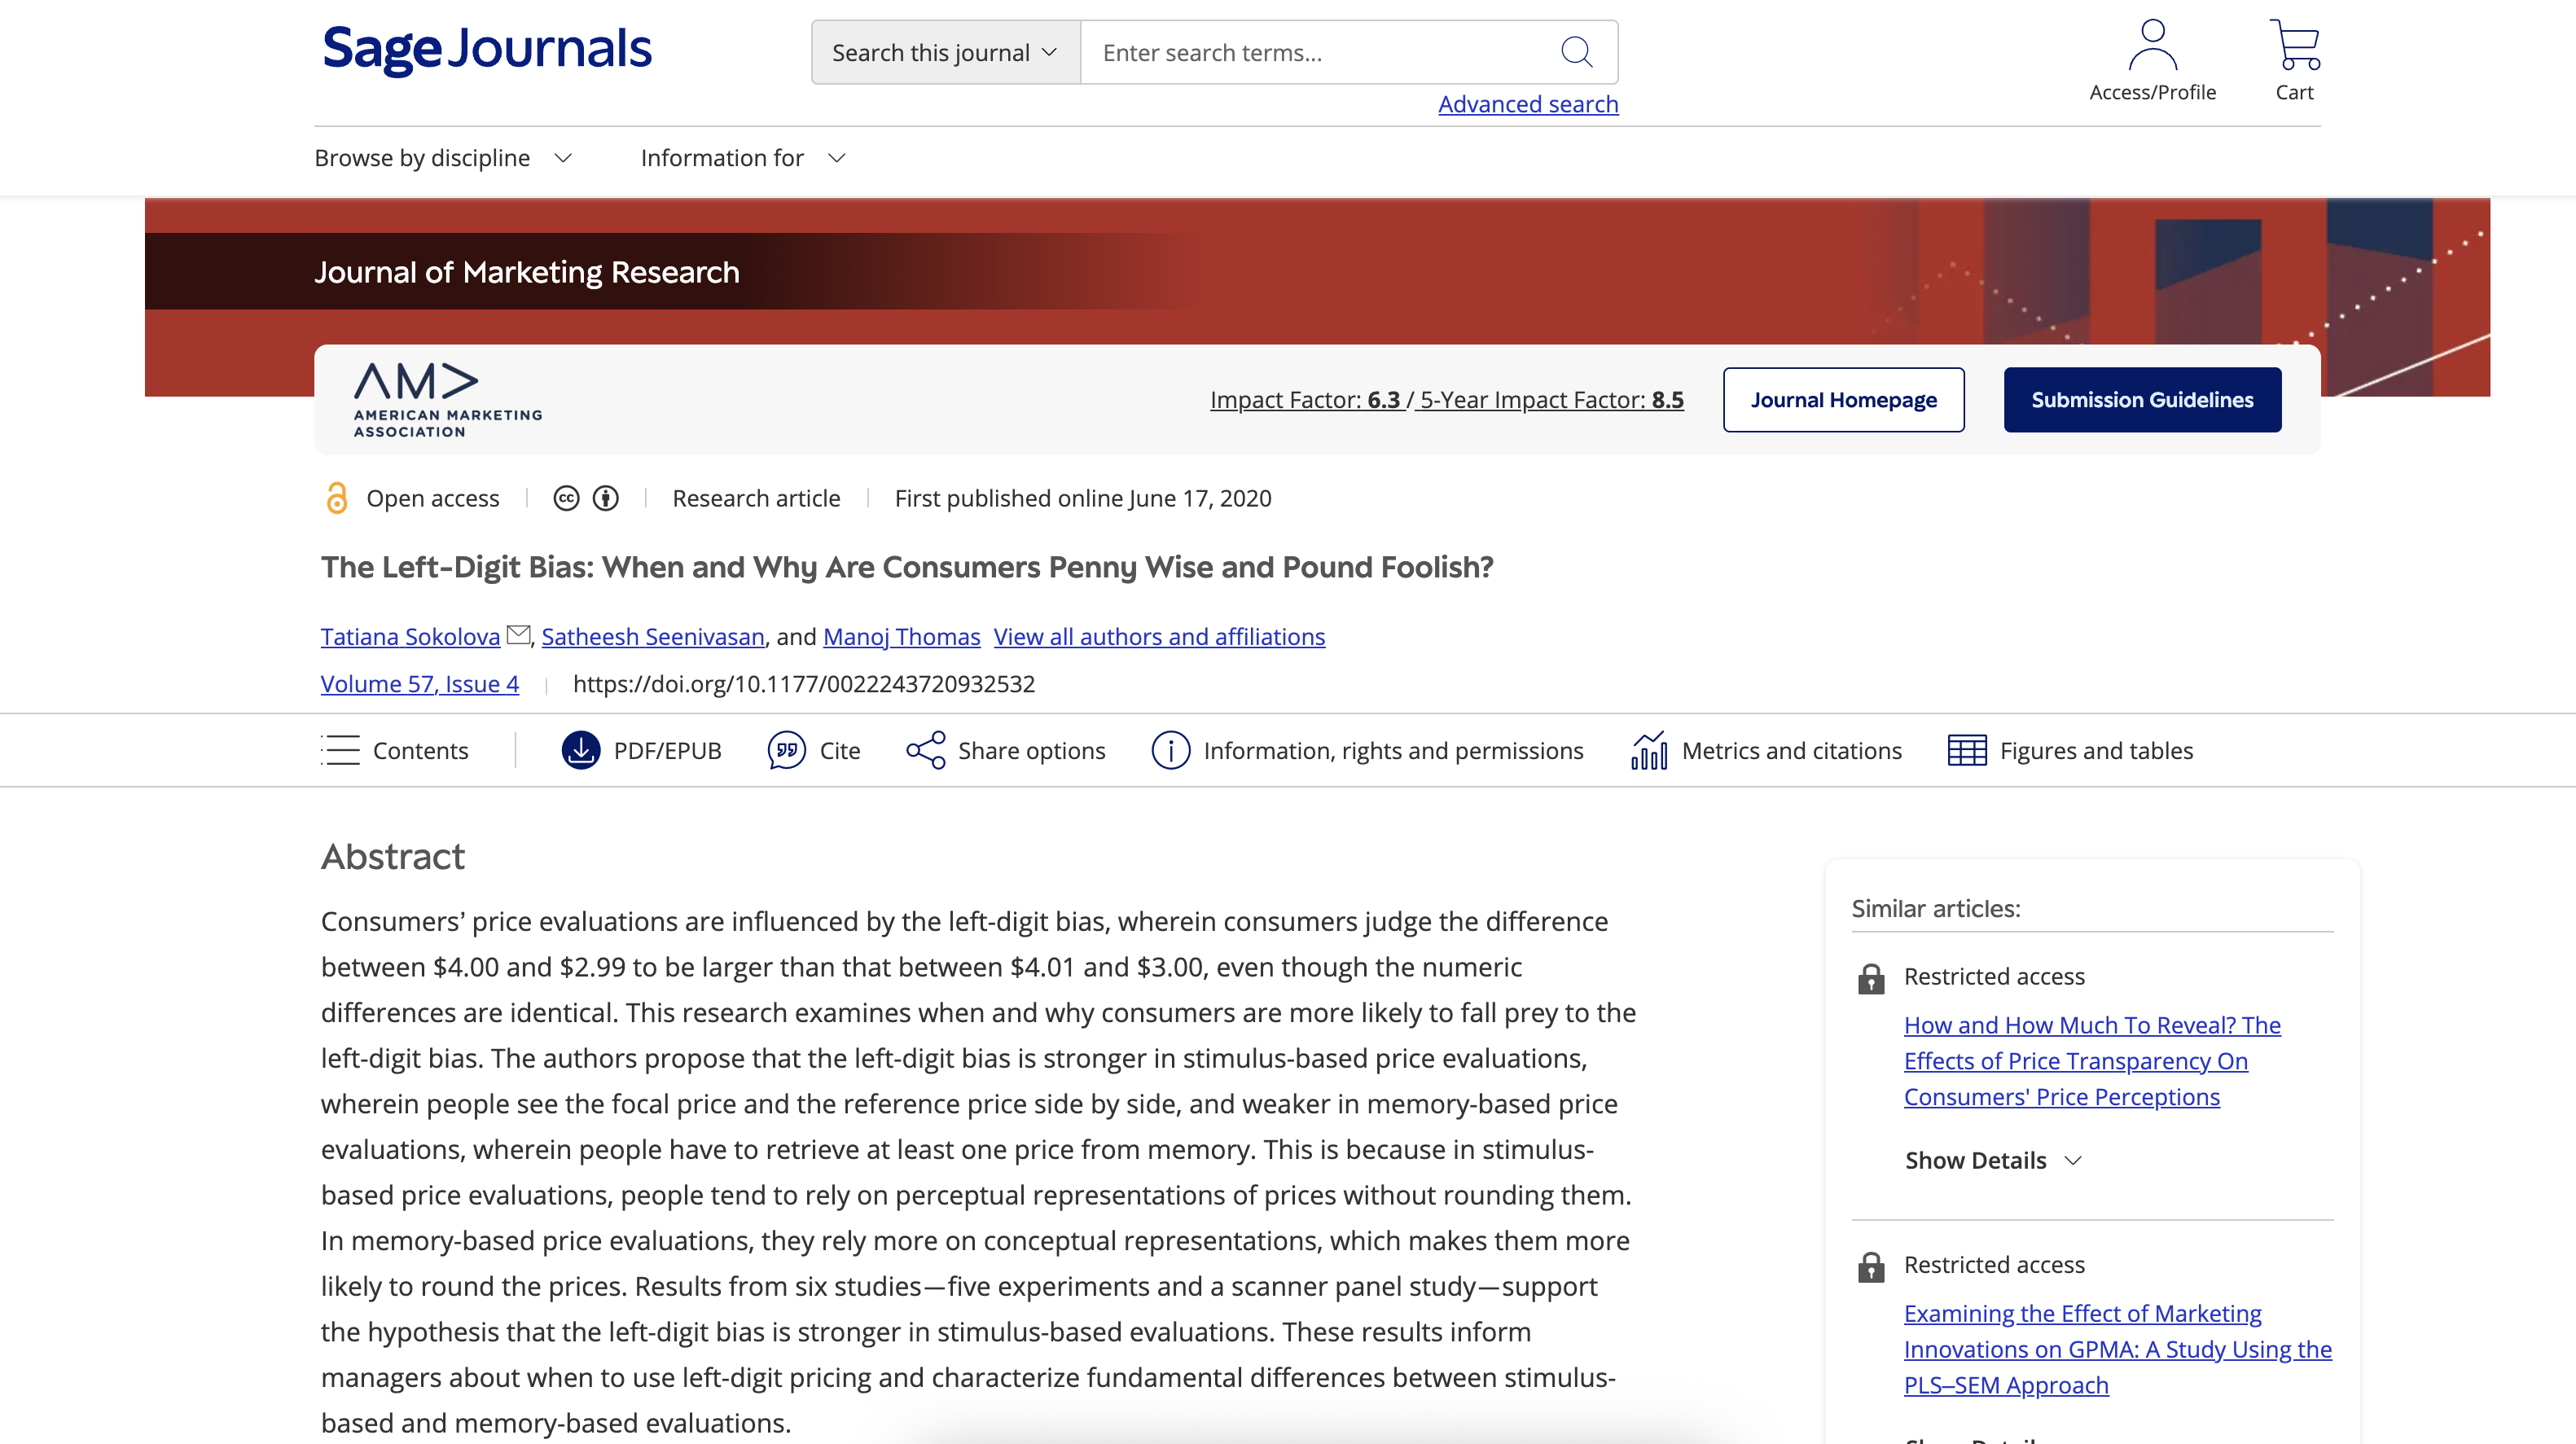 Sage Journals
Search this journal
Enter search terms...
Advanced search
Access/Profile
Cart
Browse by discipline
Information for
Journal of Marketing Research
AMERICAN MARKETING
ASSOCIATION
Impact Factor: 6.3 / 5-Year Impact Factor: 8.5
Journal Homepage
Submission Guidelines
Open access
cc
Research article
First published online June 17, 2020
The Left-Digit Bias: When and Why Are Consumers Penny Wise and Pound Foolish?
Tatiana Sokolova, Satheesh Seenivasan, and Manoj Thomas View all authors and affiliations
Volume 57, Issue 4
https://doi.org/10.1177/0022243720932532
Contents
PDF/EPUB
Cite
Share options
Information, rights and permissions
Metrics and citations
Figures and tables
Abstract
Consumers’ price evaluations are influenced by the left-digit bias, wherein consumers judge the difference
between $4.00 and $2.99 to be larger than that between $4.01 and $3.00, even though the numeric
differences are identical. This research examines when and why consumers are more likely to fall prey to the
left-digit bias. The authors propose that the left-digit bias is stronger in stimulus-based price evaluations,
wherein people see the focal price and the reference price side by side, and weaker in memory-based price
evaluations, wherein people have to retrieve at least one price from memory. This is because in stimulus-
based price evaluations, people tend to rely on perceptual representations of prices without rounding them.
In memory-based price evaluations, they rely more on conceptual representations, which makes them more
likely to round the prices. Results from six studies—five experiments and a scanner panel study—support
the hypothesis that the left-digit bias is stronger in stimulus-based evaluations. These results inform
managers about when to use left-digit pricing and characterize fundamental differences between stimulus-
based and memory-based evaluations.
Similar articles:
Restricted access
How and How Much To Reveal? The
Effects of Price Transparency On
Consumers' Price Perceptions
Show Details
Restricted access
Examining the Effect of Marketing
Innovations on GPMA: A Study Using the
PLS–SEM Approach